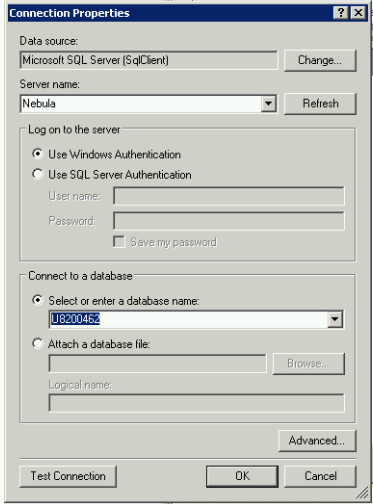 Connection Properties
Data source:
Microsoft SQL Server (SqlClient)
Change...
Server name:
Nebula
Refresh
Log on to the server
Use Windows Authentication
Use SQL Server Authentication
User name:
Password:
Save my password
Connect to a database
Select or enter a database name:
U8200462
Attach a database file:
Browse...
Logical name:
Advanced...
Test Connection
OK
Cancel